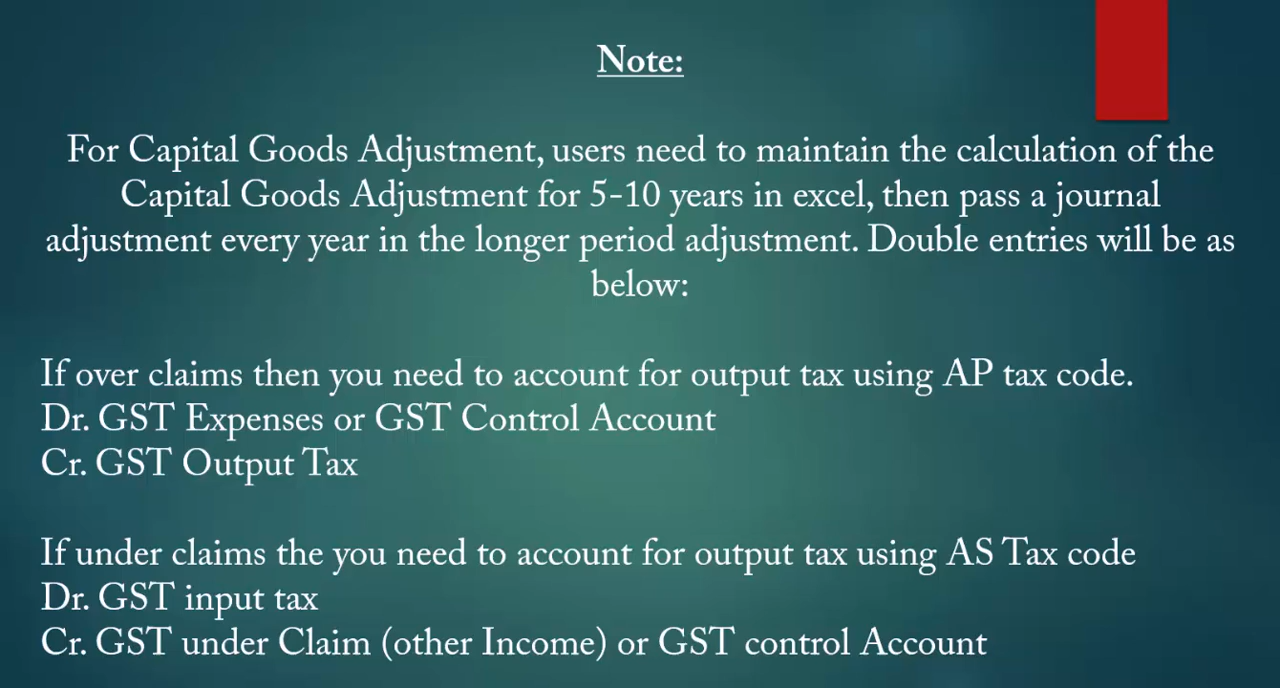 Note:
For Capital Goods Adjustment, users need to maintain the calculation of the
Capital Goods Adjustment for 5-10 years in excel, then pass a journal
adjustment every year in the longer period adjustment. Double entries will be as
below:
If over claims then you need to account for output tax using AP tax code.
Dr. GST Expenses or GST Control Account
Cr. GST Output Tax
If under claims the you need to account for output tax using AS Tax code
Dr. GST input tax
Cr. GST under Claim (other Income) or GST control Account